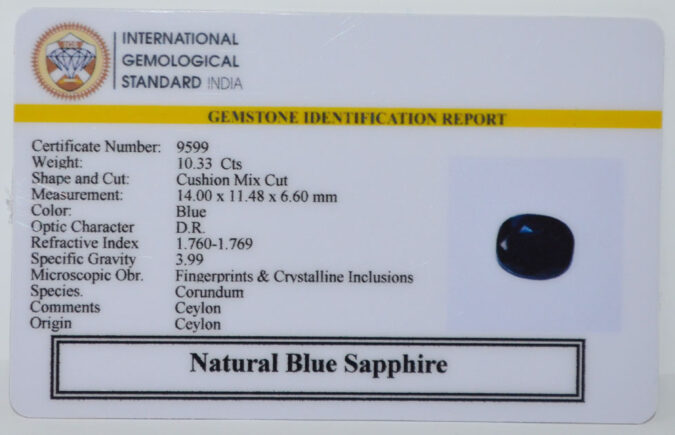 IGS
INTERNATIONAL
GEMOLOGICAL
STANDARD INDIA
GEMSTONE IDENTIFICATION REPORT
Certificate Number: 9599
Weight: 10.33 Cts
Shape and Cut: Cushion Mix Cut
Measurement: 14.00 x 11.48 x 6.60 mm
Color: Blue
Optic Character D.R.
Refractive Index 1.760-1.769
Specific Gravity 3.99
Microscopic Obr. Fingerprints & Crystalline Inclusions
Species. Corundum
Comments Ceylon
Origin Ceylon
Natural Blue Sapphire